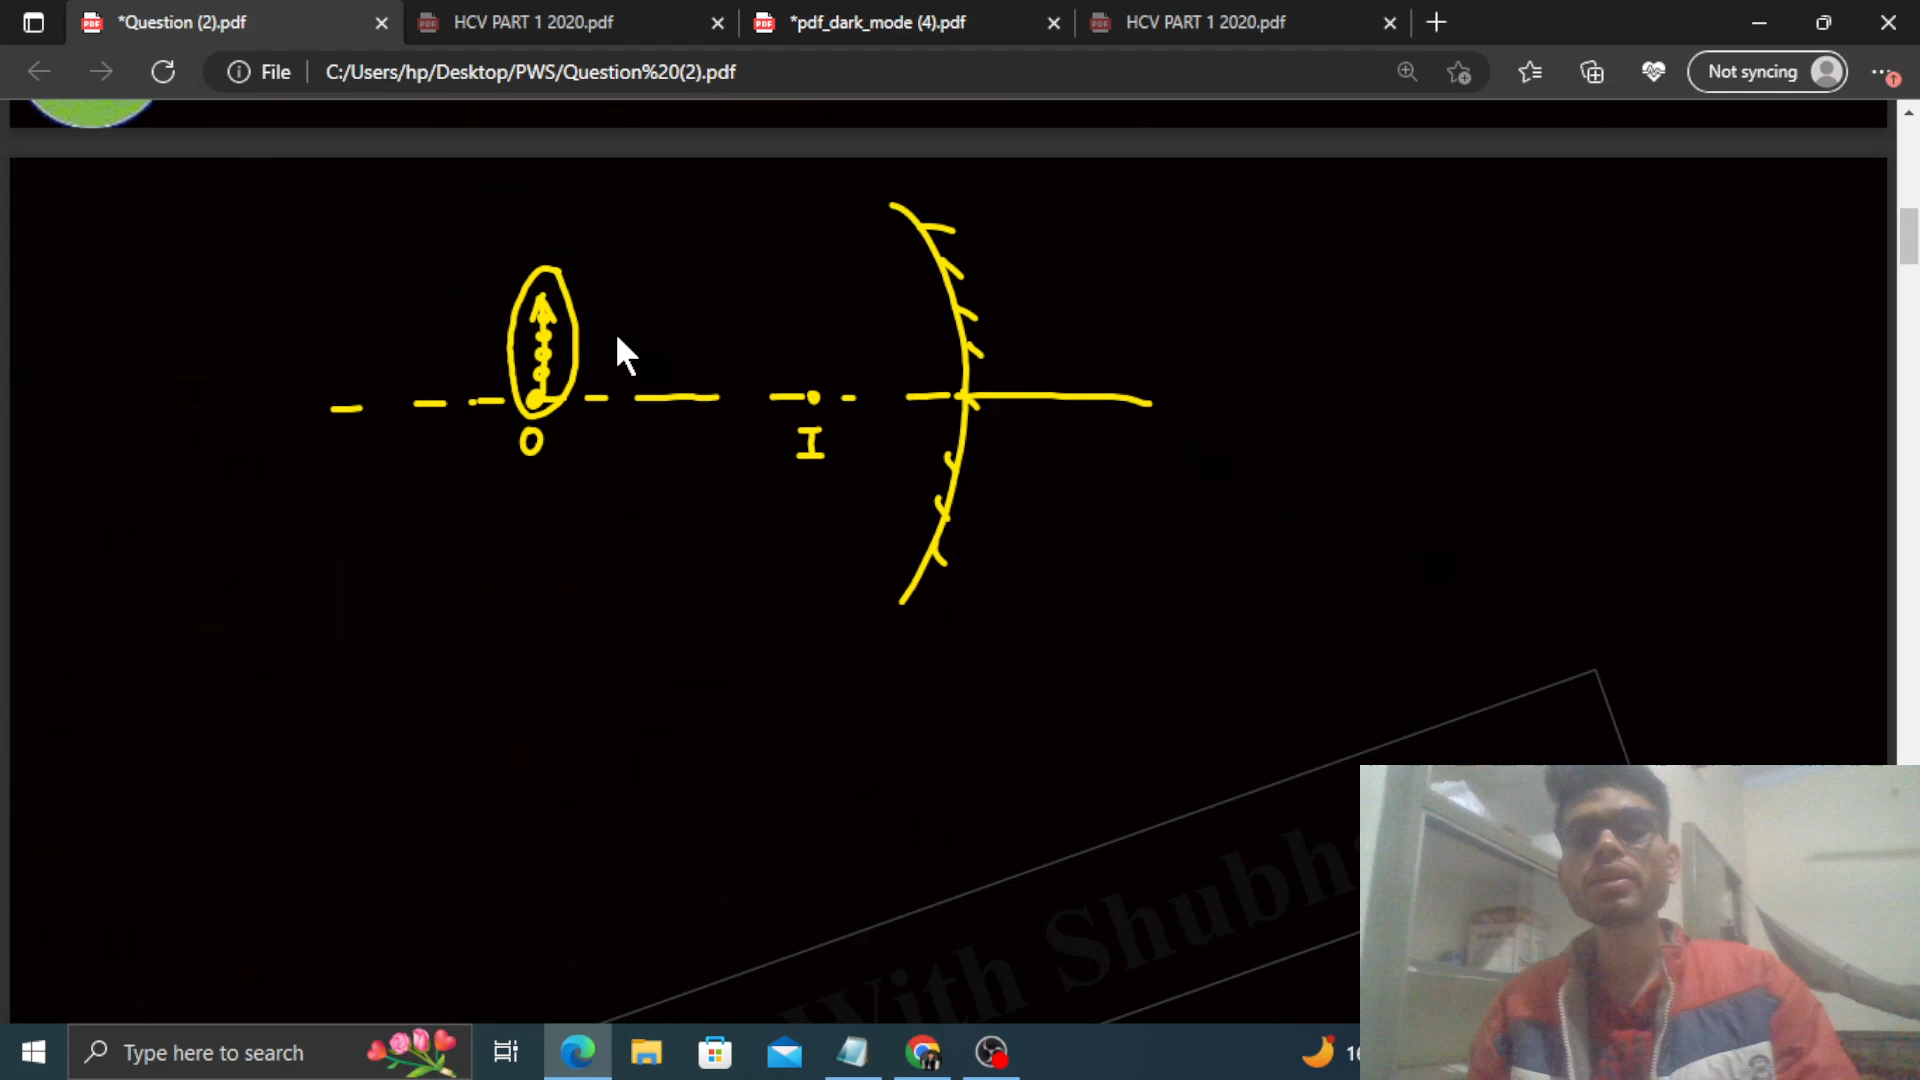 *Question (2).pdf
HCV PART 1 2020.pdf
*pdf_dark_mode (4).pdf
HCV PART 1 2020.pdf
File
C:/Users/hp/Desktop/PWS/Question%20(2).pdf
Not syncing
O
I
With
Type here to search